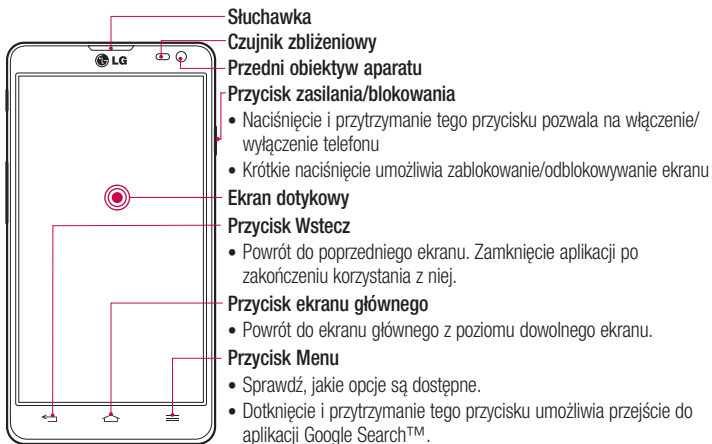 Słuchawka
Czujnik zbliżeniowy
LG
Przedni obiektyw aparatu
Przycisk zasilania/blokowania
• Naciśnięcie i przytrzymanie tego przycisku pozwala na włączenie/
wyłączenie telefonu
• Krótkie naciśnięcie umożliwia zablokowanie/odblokowywanie ekranu
Ekran dotykowy
Przycisk Wstecz
• Powrót do poprzedniego ekranu. Zamknięcie aplikacji po
zakończeniu korzystania z niej.
Przycisk ekranu głównego
• Powrót do ekranu głównego z poziomu dowolnego ekranu.
Przycisk Menu
• Sprawdź, jakie opcje są dostępne.
• Dotknięcie i przytrzymanie tego przycisku umożliwia przejście do
aplikacji Google Search™.